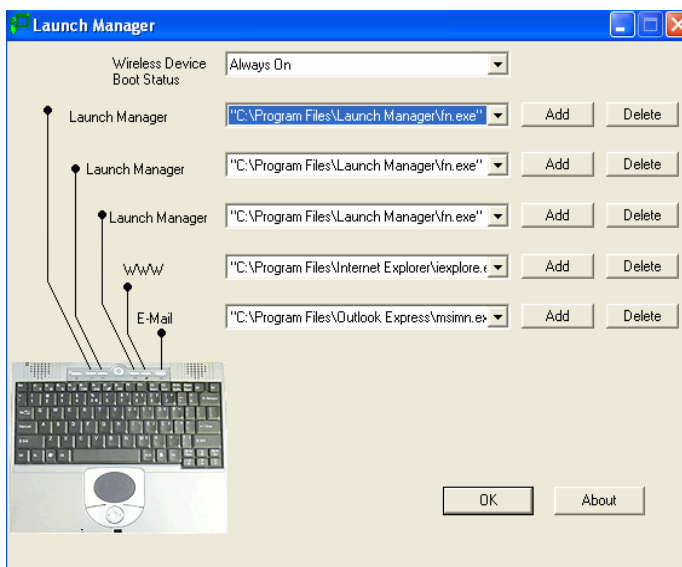 Launch Manager
Wireless Device
Boot Status
Always On
Launch Manager
"C:\Program Files\Launch Manager\fn.exe"
Add
Delete
Launch Manager
"C:\Program Files\Launch Manager\fn.exe"
Add
Delete
Launch Manager
"C:\Program Files\Launch Manager\fn.exe"
Add
Delete
WWW
"C:\Program Files\Internet Explorer\iexplore.e
Add
Delete
E-Mail
"C:\Program Files\Outlook Express\msimn.ex
Add
Delete
OK
About